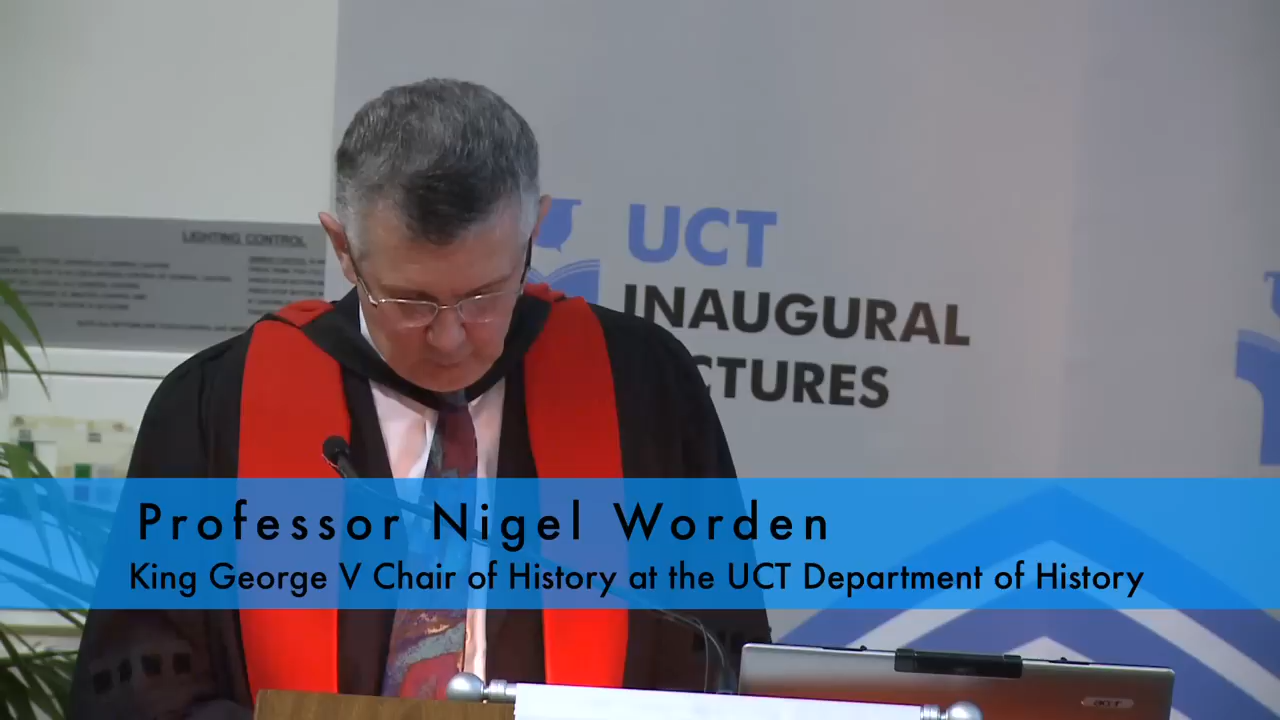 LIGHTING CONTROL
UCT
INAUGURAL
CTURES
Professor Nigel Worden
King George V Chair of History at the UCT Department of History
acer